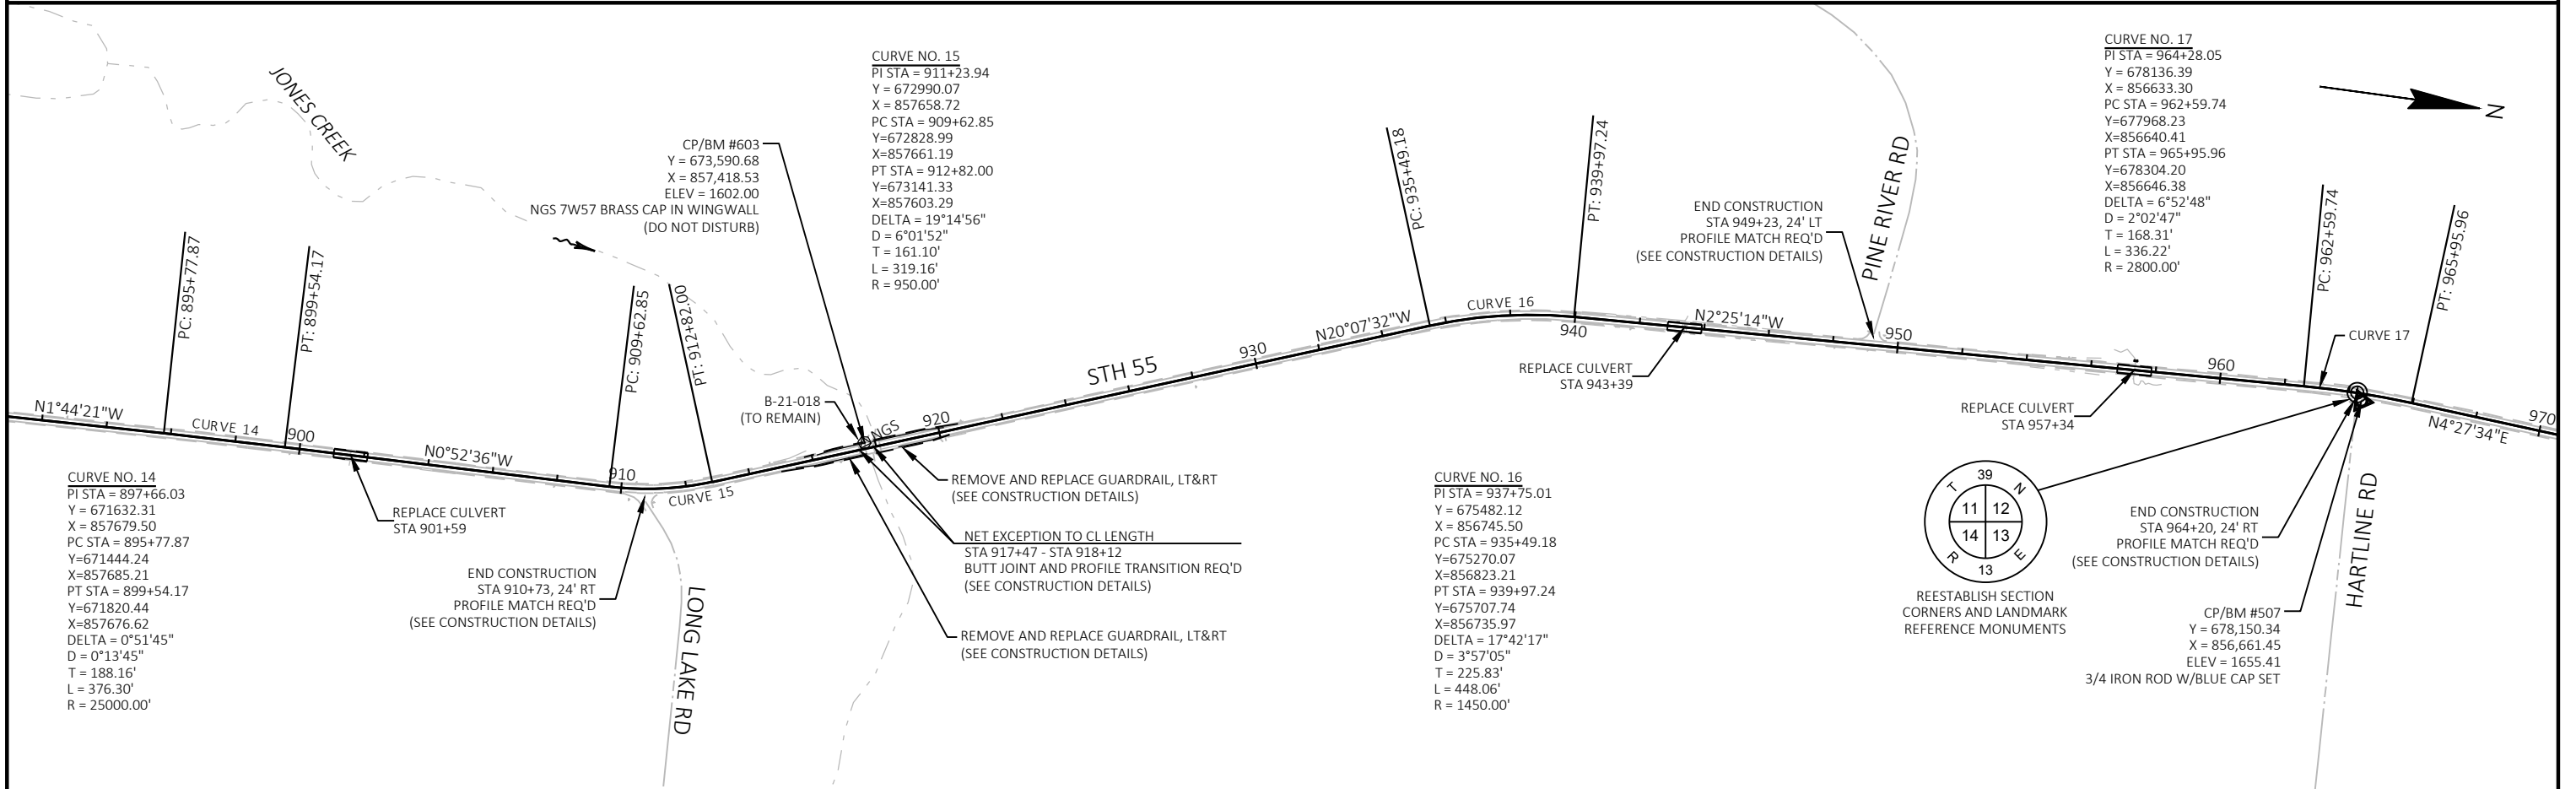 JONES CREEK
CURVE NO. 15
PI STA = 911+23.94
Y = 672990.07
X = 857658.72
PC STA = 909+62.85
Y=672828.99
X=857661.19
PT STA = 912+82.00
Y=673141.33
X=857603.29
DELTA = 19°14'56"
D = 6°01'52"
T = 161.10'
L = 319.16'
R = 950.00'
CURVE NO. 17
PI STA = 964+28.05
Y = 678136.39
X = 856633.30
PC STA = 962+59.74
Y=677968.23
X=856640.41
PT STA = 965+95.96
Y=678304.20
X=856646.38
DELTA = 6°52'48"
D = 2°02'47"
T = 168.31'
L = 336.22'
R = 2800.00'
N
CP/BM #603
Y = 673,590.68
X = 857,418.53
ELEV = 1602.00
NGS 7W57 BRASS CAP IN WINGWALL
(DO NOT DISTURB)
PC: 895+77.87
PT: 899+54.17
PC: 909+62.85
PT: 912+82.00
PC: 935+49.18
PT: 939+97.24
END CONSTRUCTION
STA 949+23, 24' LT
PROFILE MATCH REQ'D
(SEE CONSTRUCTION DETAILS)
PINE RIVER RD
PC: 962+59.74
PT: 965+95.96
N1°44'21"W
CURVE 14
900
N0°52'36"W
910
CURVE 15
B-21-018
(TO REMAIN)
NGS
920
STH 55
930
N20°07'32"W
CURVE 16
940
N2°25'14"W
950
960
CURVE 17
N4°27'34"E
970
REPLACE CULVERT
STA 943+39
REPLACE CULVERT
STA 957+34
REPLACE CULVERT
STA 901+59
CURVE NO. 14
PI STA = 897+66.03
Y = 671632.31
X = 857679.50
PC STA = 895+77.87
Y=671444.24
X=857685.21
PT STA = 899+54.17
Y=671820.44
X=857676.62
DELTA = 0°51'45"
D = 0°13'45"
T = 188.16'
L = 376.30'
R = 25000.00'
END CONSTRUCTION
STA 910+73, 24' RT
PROFILE MATCH REQ'D
(SEE CONSTRUCTION DETAILS)
LONG LAKE RD
REMOVE AND REPLACE GUARDRAIL, LT&RT
(SEE CONSTRUCTION DETAILS)
NET EXCEPTION TO CL LENGTH
STA 917+47 - STA 918+12
BUTT JOINT AND PROFILE TRANSITION REQ'D
(SEE CONSTRUCTION DETAILS)
REMOVE AND REPLACE GUARDRAIL, LT&RT
(SEE CONSTRUCTION DETAILS)
CURVE NO. 16
PI STA = 937+75.01
Y = 675482.12
X = 856745.50
PC STA = 935+49.18
Y=675270.07
X=856823.21
PT STA = 939+97.24
Y=675707.74
X=856735.97
DELTA = 17°42'17"
D = 3°57'05"
T = 225.83'
L = 448.06'
R = 1450.00'
39
T N
11 12
14 13
R E
13
REESTABLISH SECTION
CORNERS AND LANDMARK
REFERENCE MONUMENTS
END CONSTRUCTION
STA 964+20, 24' RT
PROFILE MATCH REQ'D
(SEE CONSTRUCTION DETAILS)
CP/BM #507
Y = 678,150.34
X = 856,661.45
ELEV = 1655.41
3/4 IRON ROD W/BLUE CAP SET
HARTLINE RD